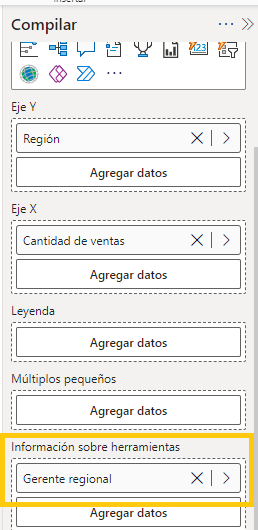 Compilar
123
Eje Y
Región
Agregar datos
Eje X
Cantidad de ventas
Agregar datos
Leyenda
Agregar datos
Múltiplos pequeños
Agregar datos
Información sobre herramientas
Gerente regional
Agregar datos